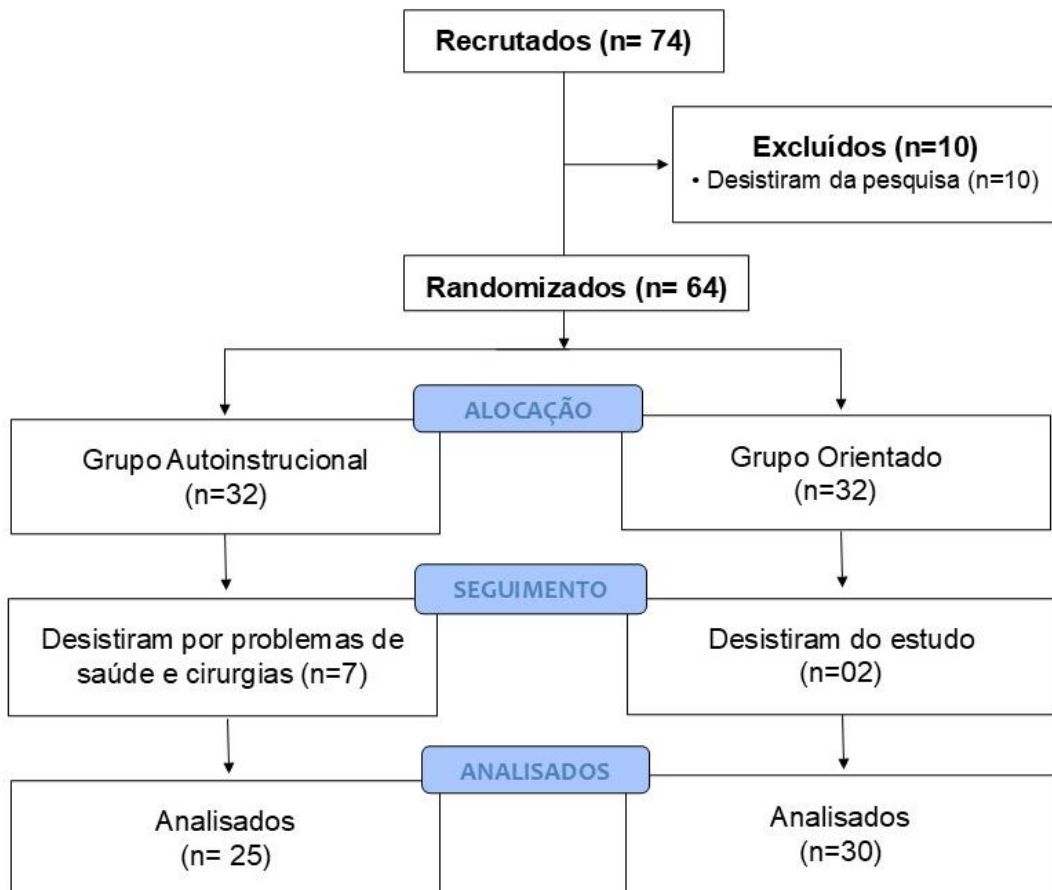 Recrutados (n= 74)
Excluídos (n=10)
• Desistiram da pesquisa (n=10)
Randomizados (n= 64)
ALOCAÇÃO
Grupo Autoinstrucional
(n=32)
Grupo Orientado
(n=32)
SEGUIMENTO
Desistiram por problemas de
saúde e cirurgias (n=7)
Desistiram do estudo
(n=02)
ANALISADOS
Analisados
(n= 25)
Analisados
(n=30)